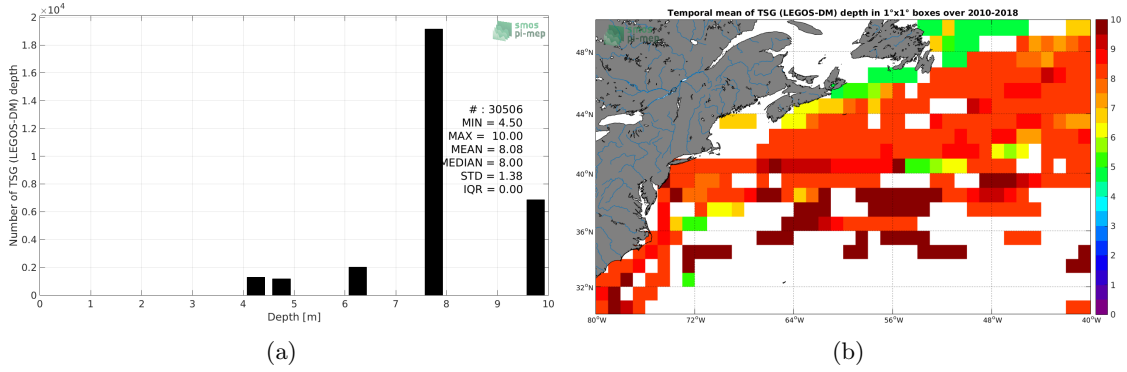 ×10⁴
2
1.8
1.6
1.4
1.2
1
0.8
0.6
0.4
0.2
0
Number of TSG (LEGOS-DM) depth
smos
pi-mep
# : 30506
MIN = 4.50
MAX = 10.00
MEAN = 8.08
MEDIAN = 8.00
STD = 1.38
IQR = 0.00
0 1 2 3 4 5 6 7 8 9 10
Depth [m]
(a)
Temporal mean of TSG (LEGOS-DM) depth in 1°x1° boxes over 2010-2018
smos
pi-mep
48°N
44°N
40°N
36°N
32°N
80°W 72°W 64°W 56°W 48°W 40°W
10
9
8
7
6
5
4
3
2
1
0
(b)